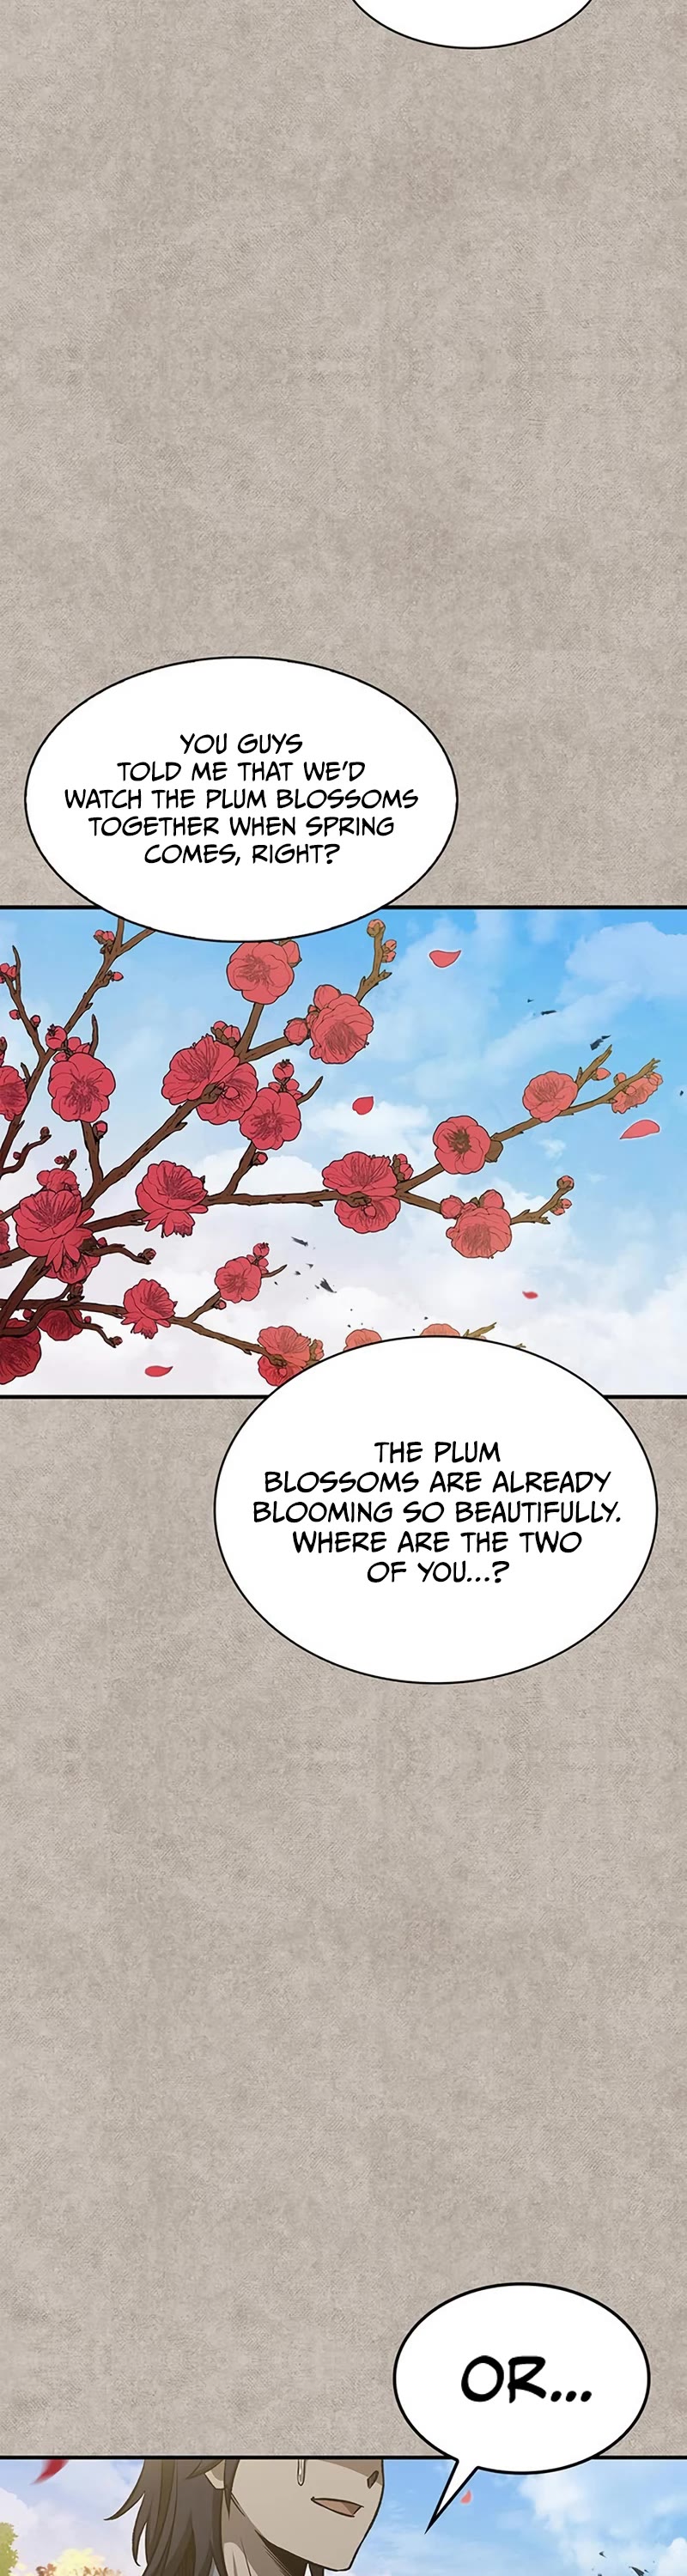 YOU GUYS
TOLD ME THAT WE'D
WATCH THE PLUM BLOSSOMS
TOGETHER WHEN SPRING
COMES, RIGHT?
THE PLUM
BLOSSOMS ARE ALREADY
BLOOMING SO BEAUTIFULLY.
WHERE ARE THE TWO
OF YOU...?
OR...